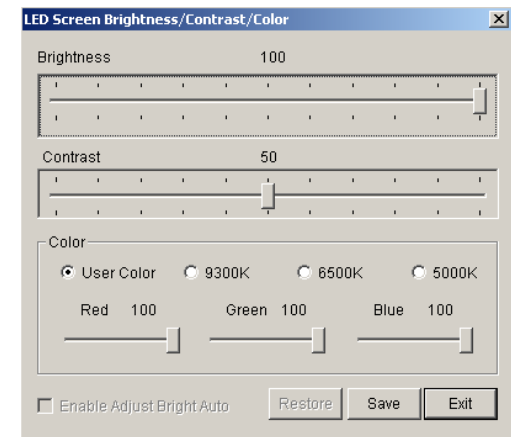 LED Screen Brightness/Contrast/Color
Brightness 100
Contrast 50
Color
User Color 9300K 6500K 5000K
Red 100 Green 100 Blue 100
Enable Adjust Bright Auto Restore Save Exit